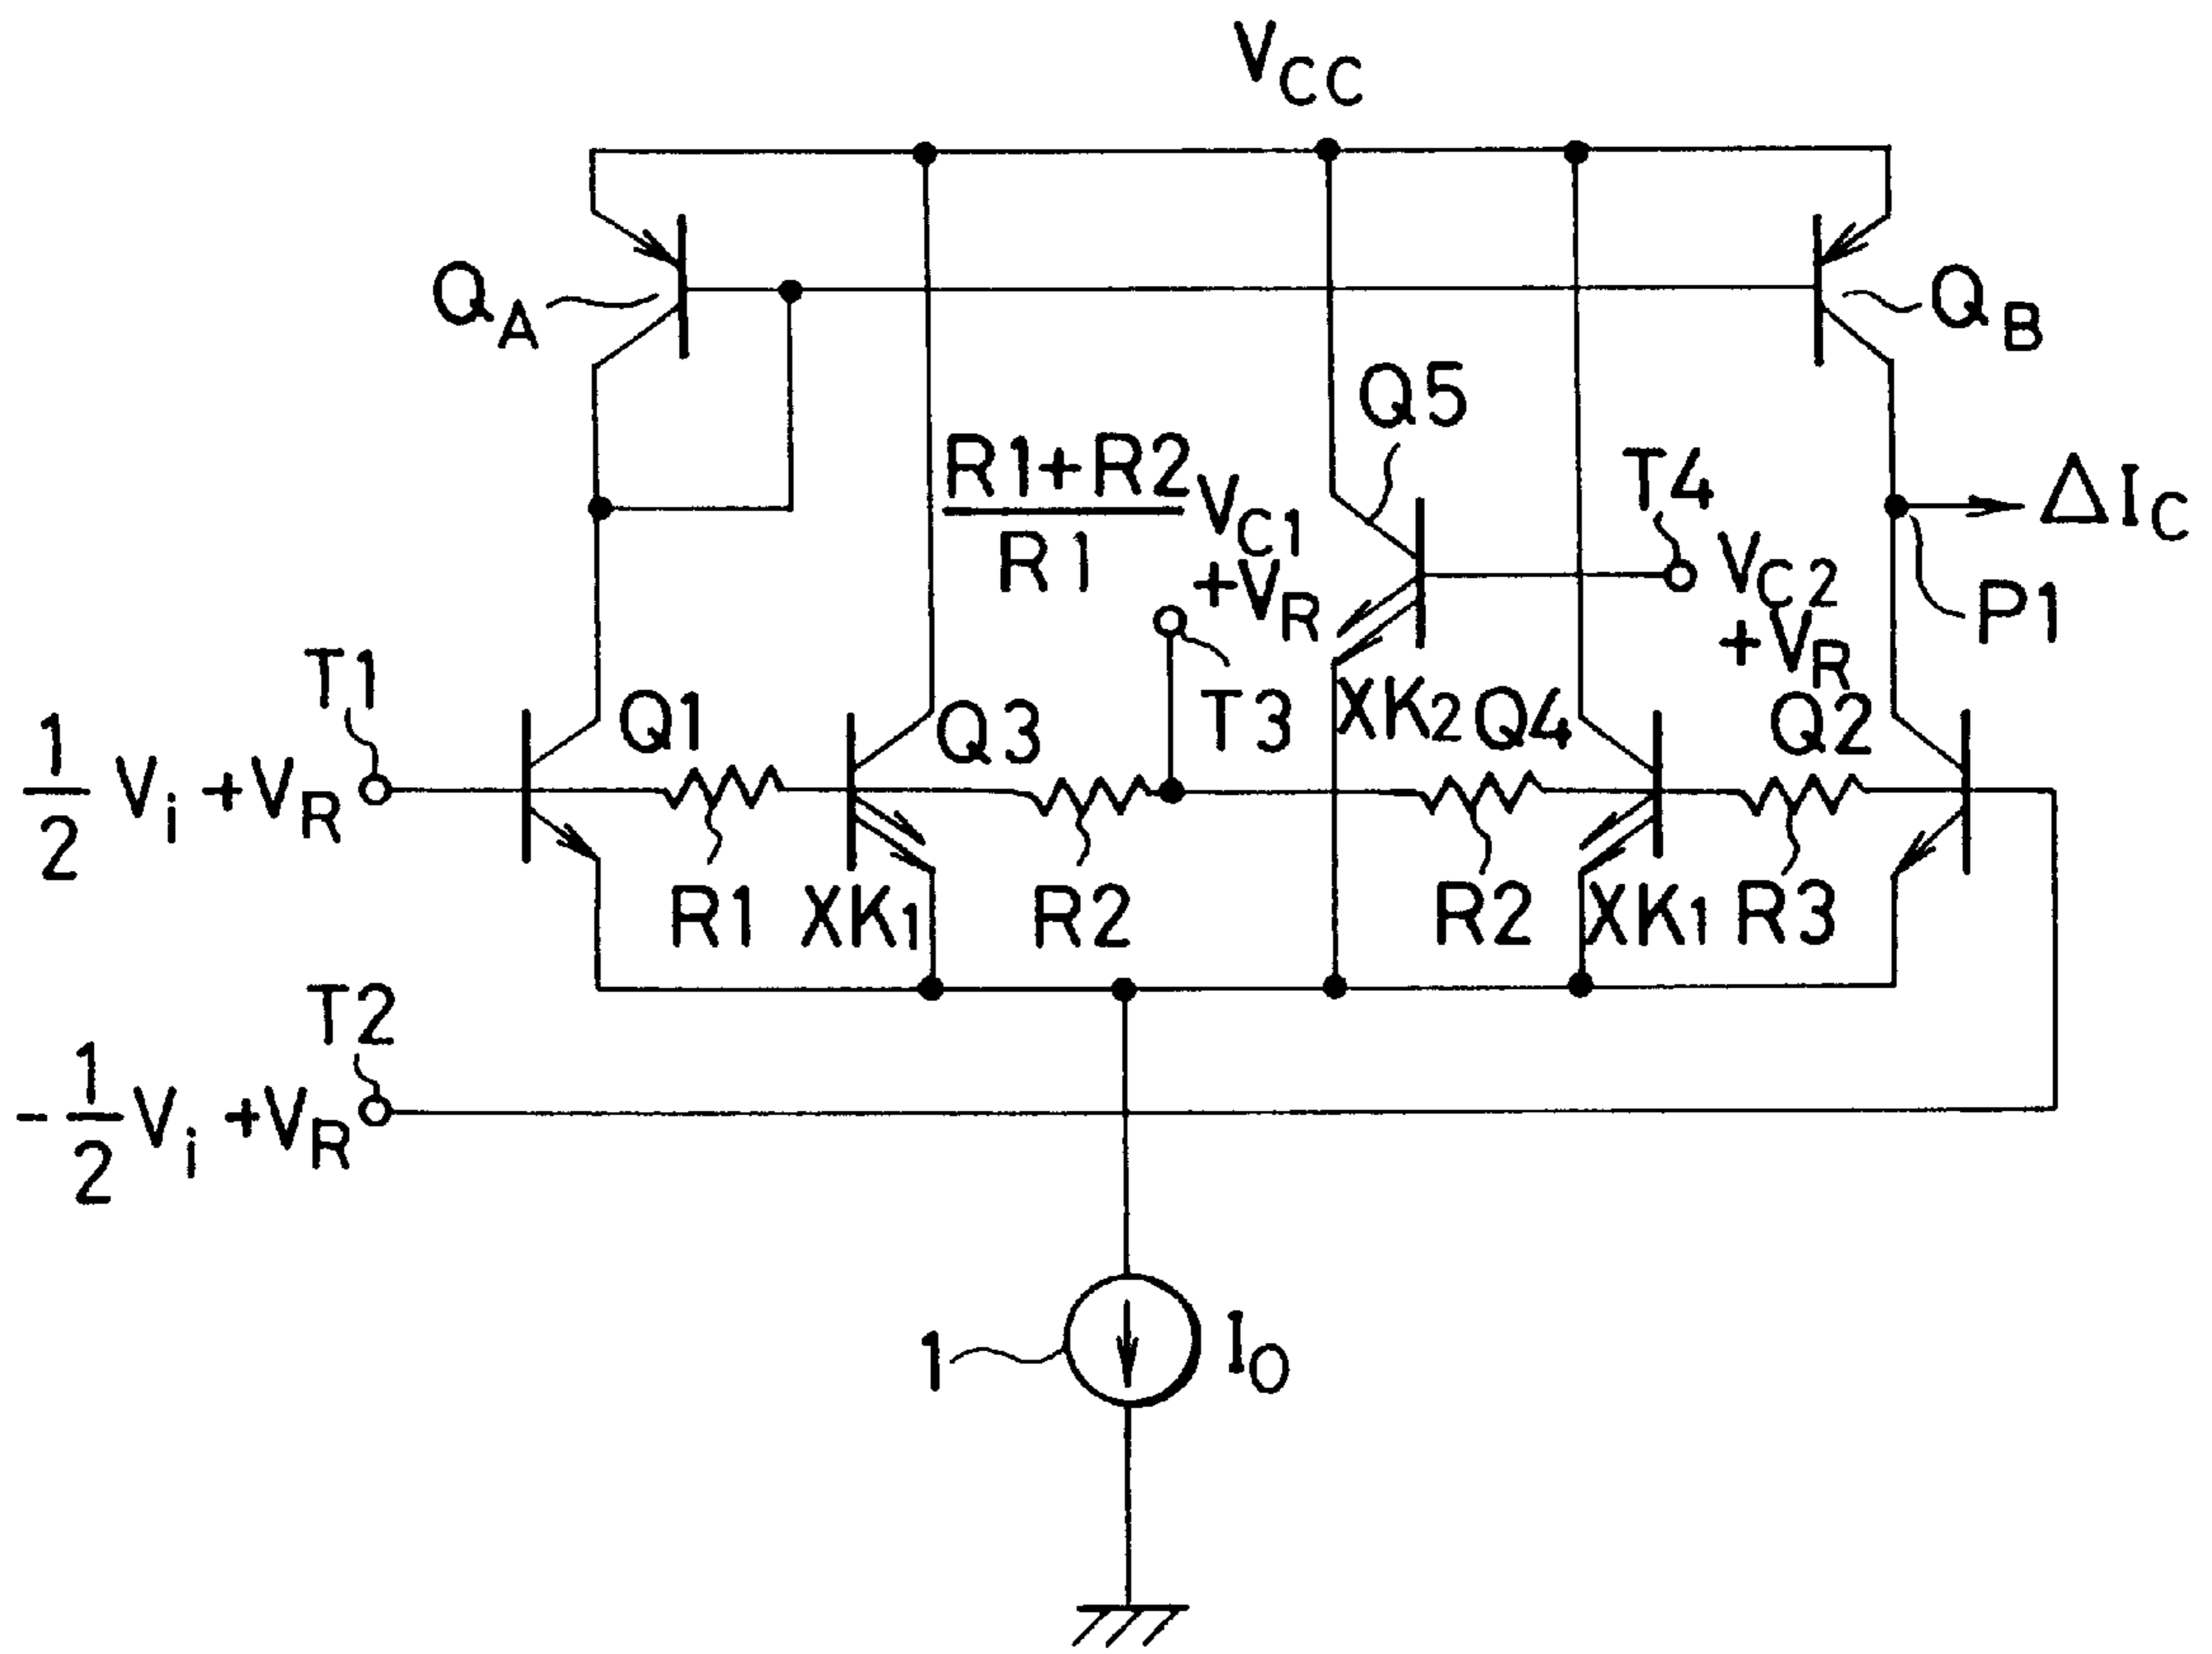 VCC
QA
QB
Q5
R1+R2
R1
VC1
+VR
T4
VC2
+VR
ΔIC
P1
T1
1
2
Vi +VR
Q1
Q3
T3
XK2
Q4
Q2
R1
XK1
R2
R2
XK1
R3
T2
-1
2
Vi +VR
1
IO